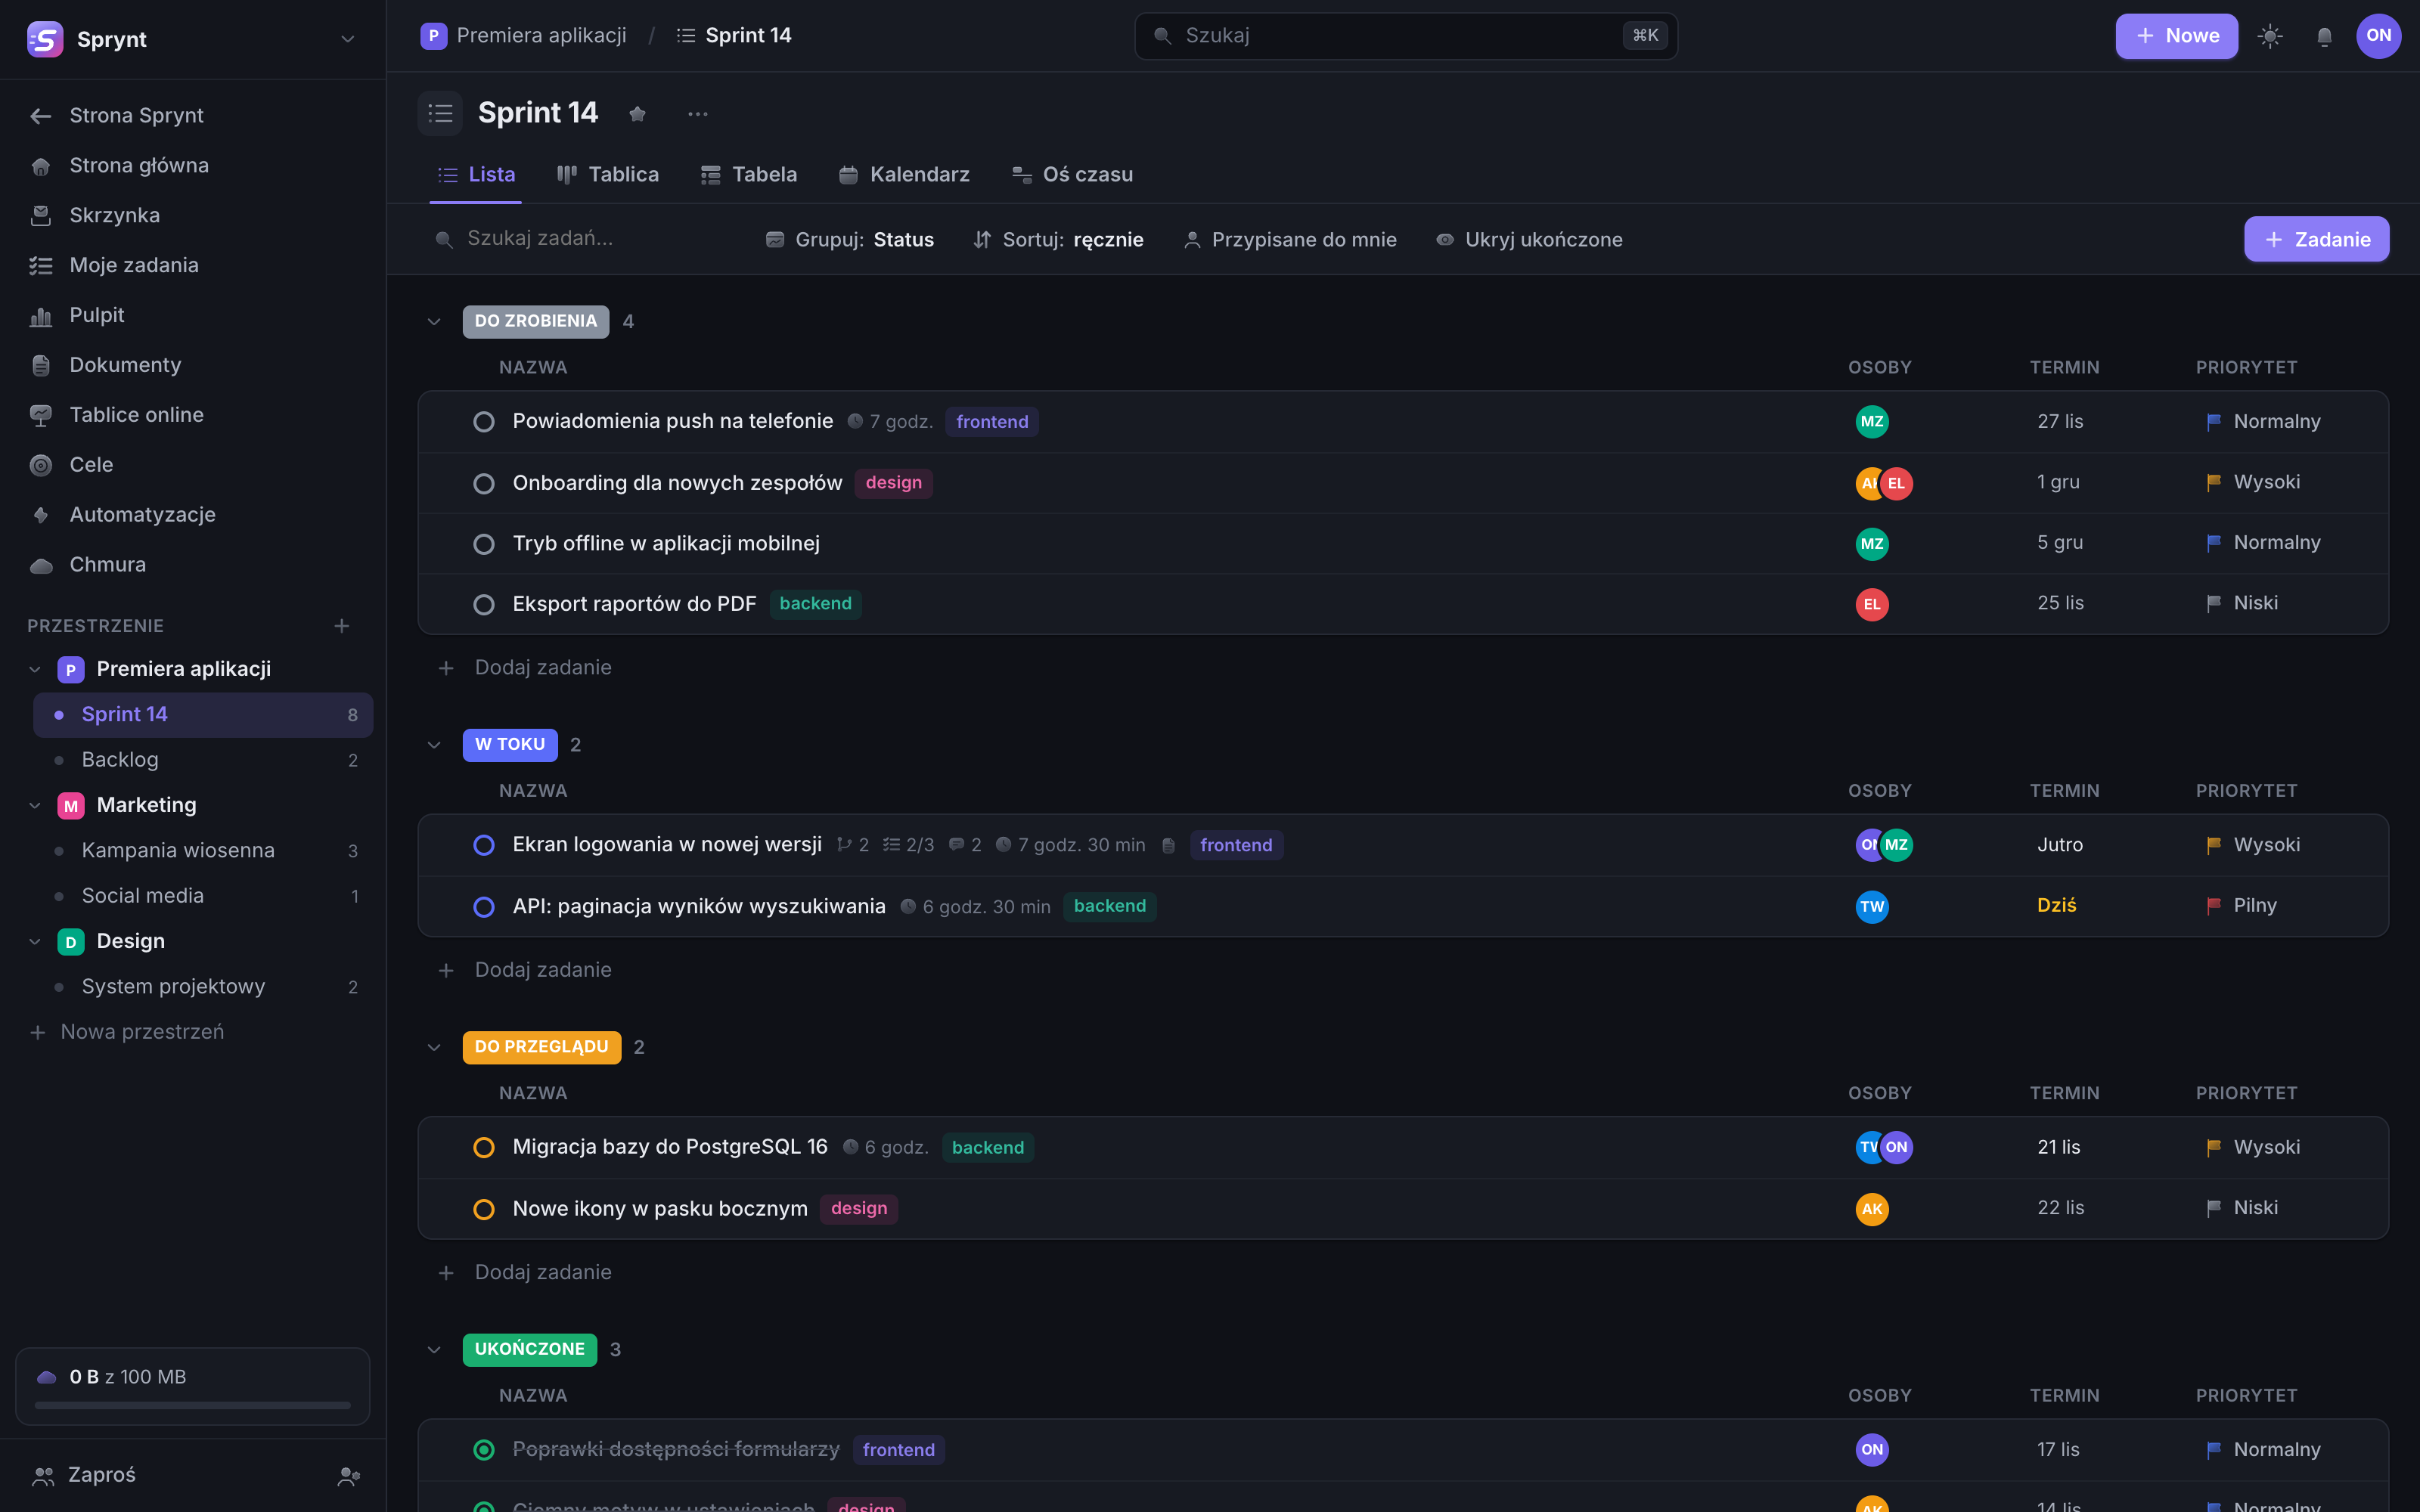 Sprynt
Strona Sprynt
Strona główna
Skrzynka
Moje zadania
Pulpit
Dokumenty
Tablice online
Cele
Automatyzacje
Chmura
PRZESTRZENIE
P Premiera aplikacji
Sprint 14 8
Backlog 2
M Marketing
Kampania wiosenna 3
Social media 1
D Design
System projektowy 2
Nowa przestrzeń
0 B z 100 MB
Zaproś
P Premiera aplikacji / Sprint 14
Szukaj ⌘K
Nowe
ON
Sprint 14
Lista Tablica Tabela Kalendarz Oś czasu
Szukaj zadań... Grupuj: Status Sortuj: ręcznie Przypisane do mnie Ukryj ukończone Zadanie
DO ZROBIENIA 4
NAZWA OSOBY TERMIN PRIORYTET
Powiadomienia push na telefonie 7 godz. frontend MZ 27 lis Normalny
Onboarding dla nowych zespołów design EL 1 gru Wysoki
Tryb offline w aplikacji mobilnej MZ 5 gru Normalny
Eksport raportów do PDF backend EL 25 lis Niski
Dodaj zadanie
W TOKU 2
NAZWA OSOBY TERMIN PRIORYTET
Ekran logowania w nowej wersji 2 2/3 2 7 godz. 30 min frontend MZ Jutro Wysoki
API: paginacja wyników wyszukiwania 6 godz. 30 min backend TW Dziś Pilny
Dodaj zadanie
DO PRZEGLĄDU 2
NAZWA OSOBY TERMIN PRIORYTET
Migracja bazy do PostgreSQL 16 6 godz. backend ON 21 lis Wysoki
Nowe ikony w pasku bocznym design AK 22 lis Niski
Dodaj zadanie
UKOŃCZONE 3
NAZWA OSOBY TERMIN PRIORYTET
Poprawki dostępności formularzy frontend ON 17 lis Normalny
Ciemny motyw w ustawieniach design AK 14 lis Normalny